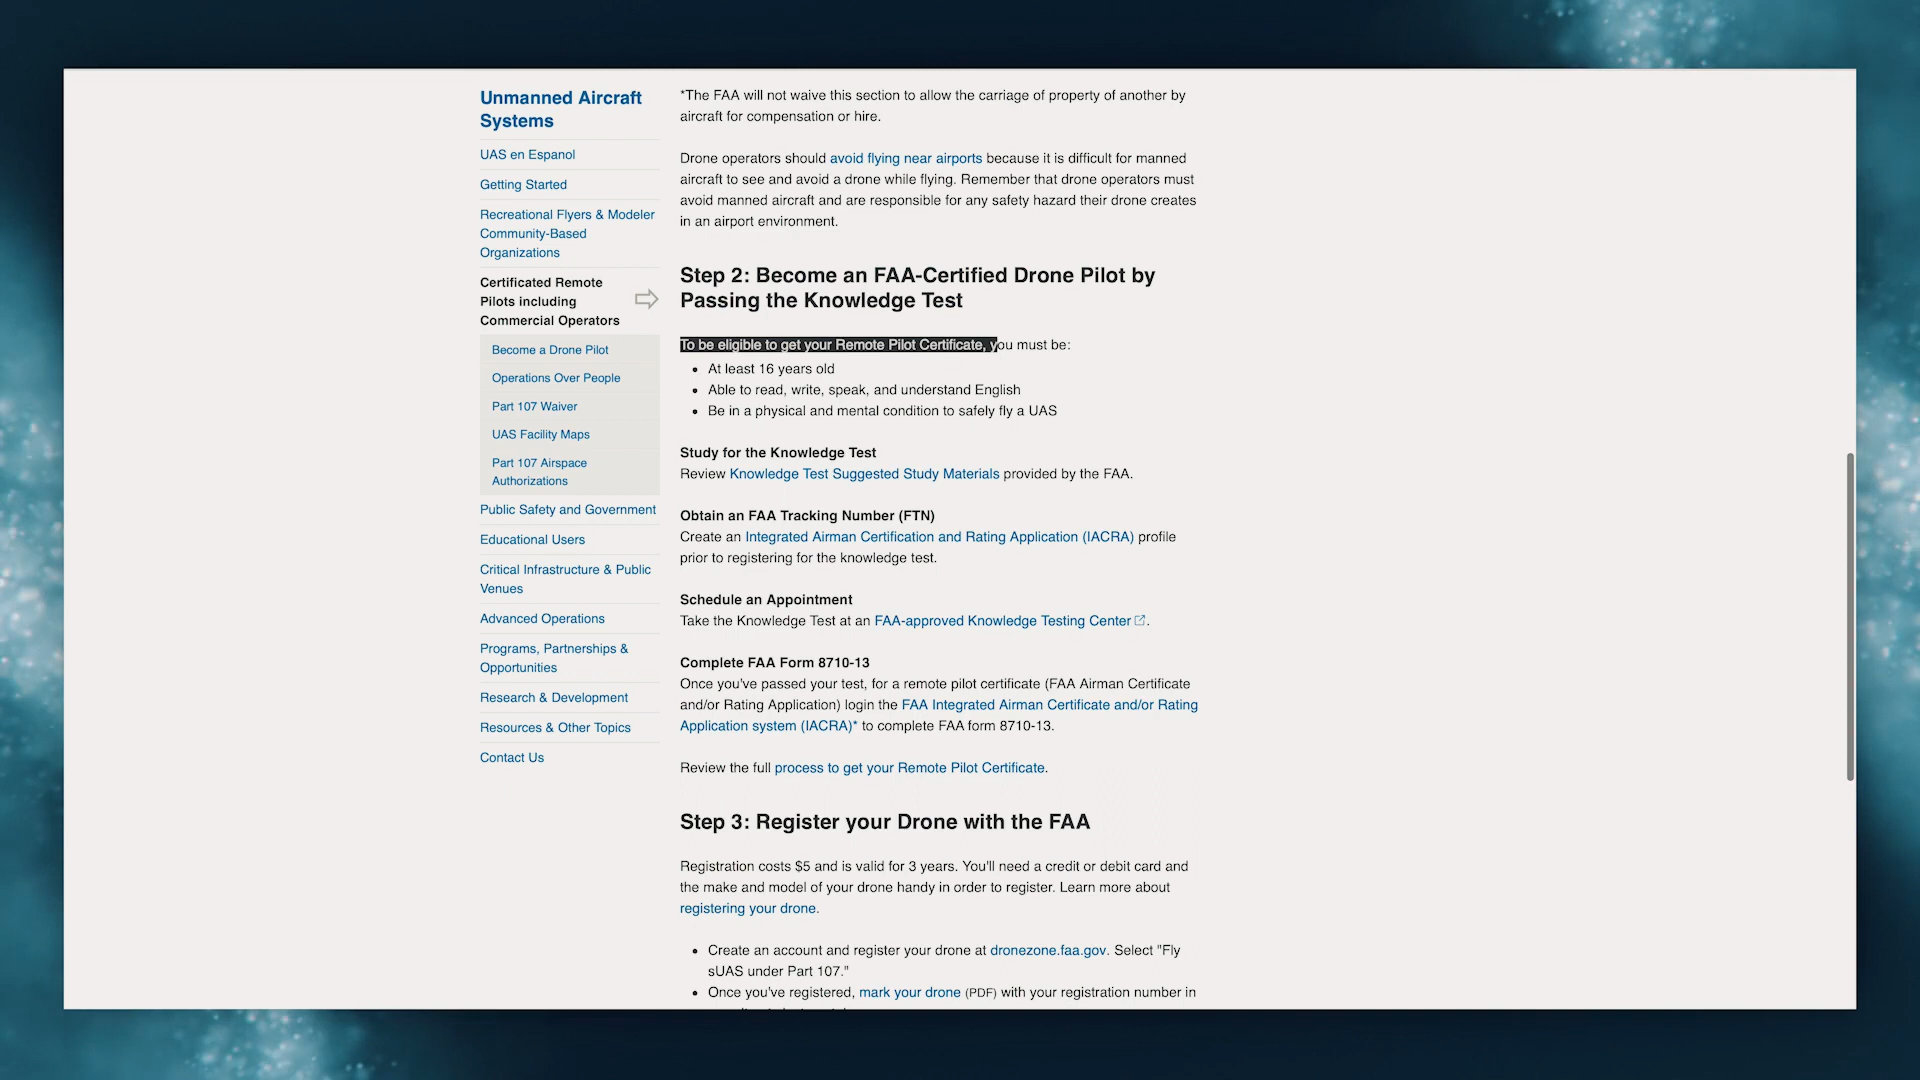 Unmanned Aircraft
Systems
UAS en Espanol
Getting Started
Recreational Flyers & Modeler
Community-Based
Organizations
Certificated Remote
Pilots including
Commercial Operators
Become a Drone Pilot
Operations Over People
Part 107 Waiver
UAS Facility Maps
Part 107 Airspace
Authorizations
Public Safety and Government
Educational Users
Critical Infrastructure & Public
Venues
Advanced Operations
Programs, Partnerships &
Opportunities
Research & Development
Resources & Other Topics
Contact Us
*The FAA will not waive this section to allow the carriage of property of another by
aircraft for compensation or hire.
Drone operators should avoid flying near airports because it is difficult for manned
aircraft to see and avoid a drone while flying. Remember that drone operators must
avoid manned aircraft and are responsible for any safety hazard their drone creates
in an airport environment.
Step 2: Become an FAA-Certified Drone Pilot by
Passing the Knowledge Test
To be eligible to get your Remote Pilot Certificate, you must be:
• At least 16 years old
• Able to read, write, speak, and understand English
• Be in a physical and mental condition to safely fly a UAS
Study for the Knowledge Test
Review Knowledge Test Suggested Study Materials provided by the FAA.
Obtain an FAA Tracking Number (FTN)
Create an Integrated Airman Certification and Rating Application (IACRA) profile
prior to registering for the knowledge test.
Schedule an Appointment
Take the Knowledge Test at an FAA-approved Knowledge Testing Center.
Complete FAA Form 8710-13
Once you've passed your test, for a remote pilot certificate (FAA Airman Certificate
and/or Rating Application) login the FAA Integrated Airman Certificate and/or Rating
Application system (IACRA)* to complete FAA form 8710-13.
Review the full process to get your Remote Pilot Certificate.
Step 3: Register your Drone with the FAA
Registration costs $5 and is valid for 3 years. You'll need a credit or debit card and
the make and model of your drone handy in order to register. Learn more about
registering your drone.
• Create an account and register your drone at dronezone.faa.gov. Select "Fly
sUAS under Part 107."
• Once you've registered, mark your drone (PDF) with your registration number in